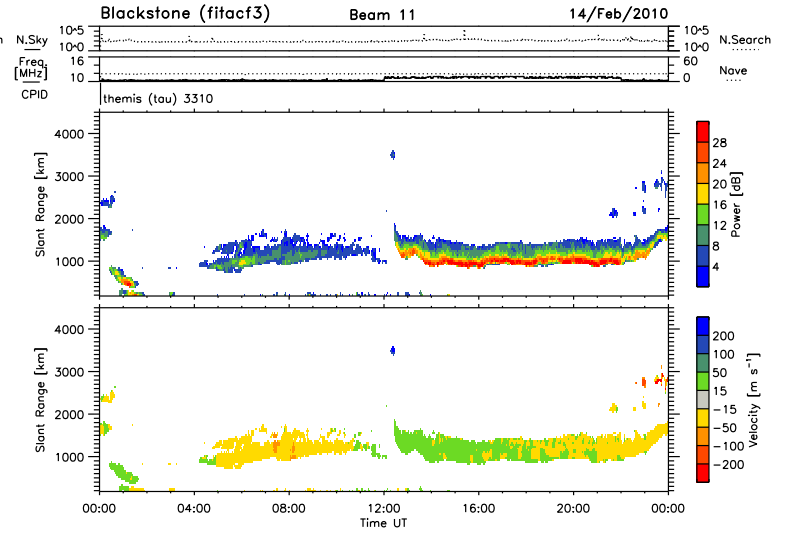 Blackstone (fitacf3) Beam 11 14/Feb/2010
n N.Sky 10^5 10^5 N.Search
10^0 10^0
Freq. 16 60
[MHz] 10 0 Nave
CPID themis (tau) 3310
Slant Range [km]
4000
3000
2000
1000
28
24
20
16
12
8
4
Power [dB]
Slant Range [km]
4000
3000
2000
1000
200
100
50
15
-15
-50
-100
-200
Velocity [m s⁻¹]
00:00 04:00 08:00 12:00 16:00 20:00 00:00
Time UT